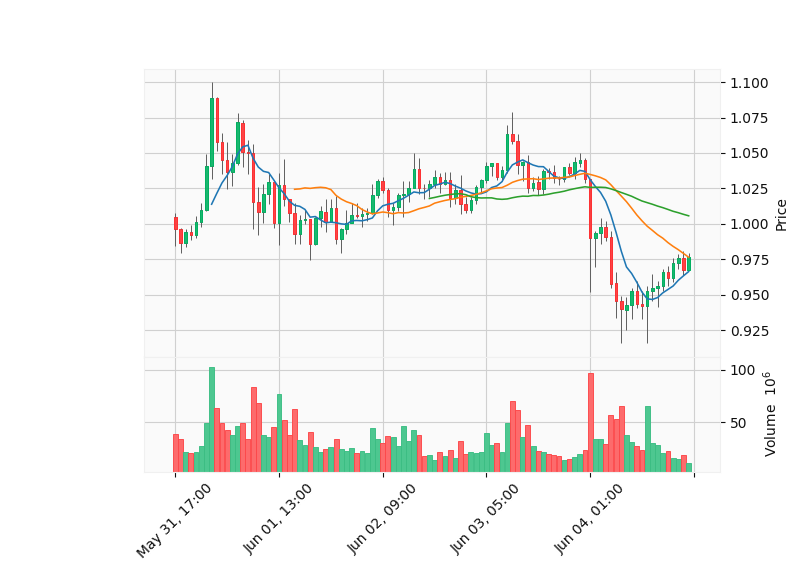 1.100
1.075
1.050
1.025
1.000
0.975
0.950
0.925
Price
100
50
Volume 10⁶
May 31, 17:00
Jun 01, 13:00
Jun 02, 09:00
Jun 03, 05:00
Jun 04, 01:00